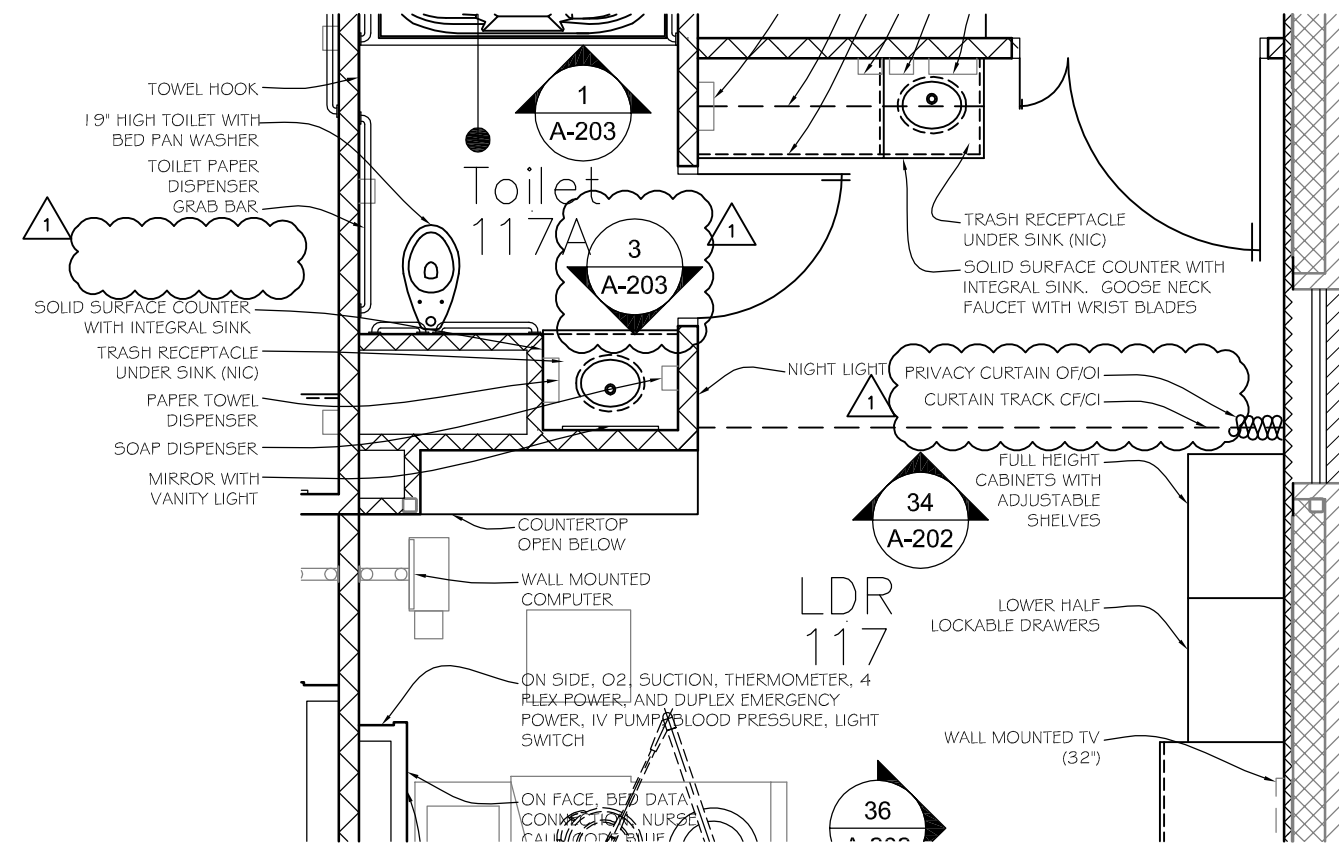 TOWEL HOOK
19" HIGH TOILET WITH
BED PAN WASHER
TOILET PAPER
DISPENSER
GRAB BAR
1
SOLID SURFACE COUNTER
WITH INTEGRAL SINK
TRASH RECEPTACLE
UNDER SINK (NIC)
PAPER TOWEL
DISPENSER
SOAP DISPENSER
MIRROR WITH
VANITY LIGHT
1
A-203
Toilet
117A
3
A-203
1
TRASH RECEPTACLE
UNDER SINK (NIC)
SOLID SURFACE COUNTER WITH
INTEGRAL SINK. GOOSE NECK
FAUCET WITH WRIST BLADES
NIGHT LIGHT
1
PRIVACY CURTAIN OF/OI
CURTAIN TRACK CF/CI
FULL HEIGHT
CABINETS WITH
ADJUSTABLE
SHELVES
34
A-202
COUNTERTOP
OPEN BELOW
WALL MOUNTED
COMPUTER
LDR
117
LOWER HALF
LOCKABLE DRAWERS
ON SIDE, O2, SUCTION, THERMOMETER, 4
PLEX POWER, AND DUPLEX EMERGENCY
POWER, IV PUMP, BLOOD PRESSURE, LIGHT
SWITCH
WALL MOUNTED TV
(32")
ON FACE, BED DATA
CONNECTION, NURSE
CALL, CODE BLUE
36